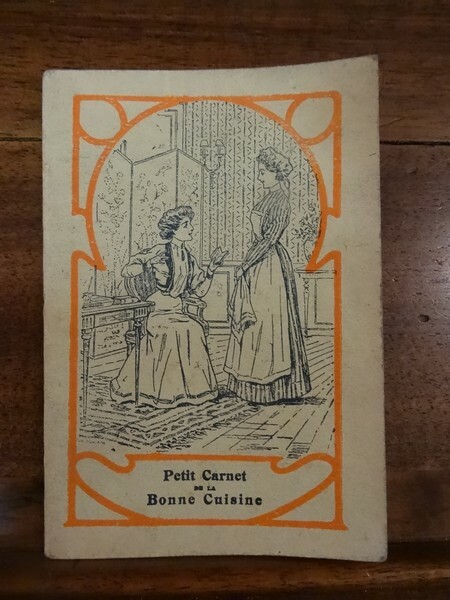 Petit Carnet
DE LA
Bonne Cuisine